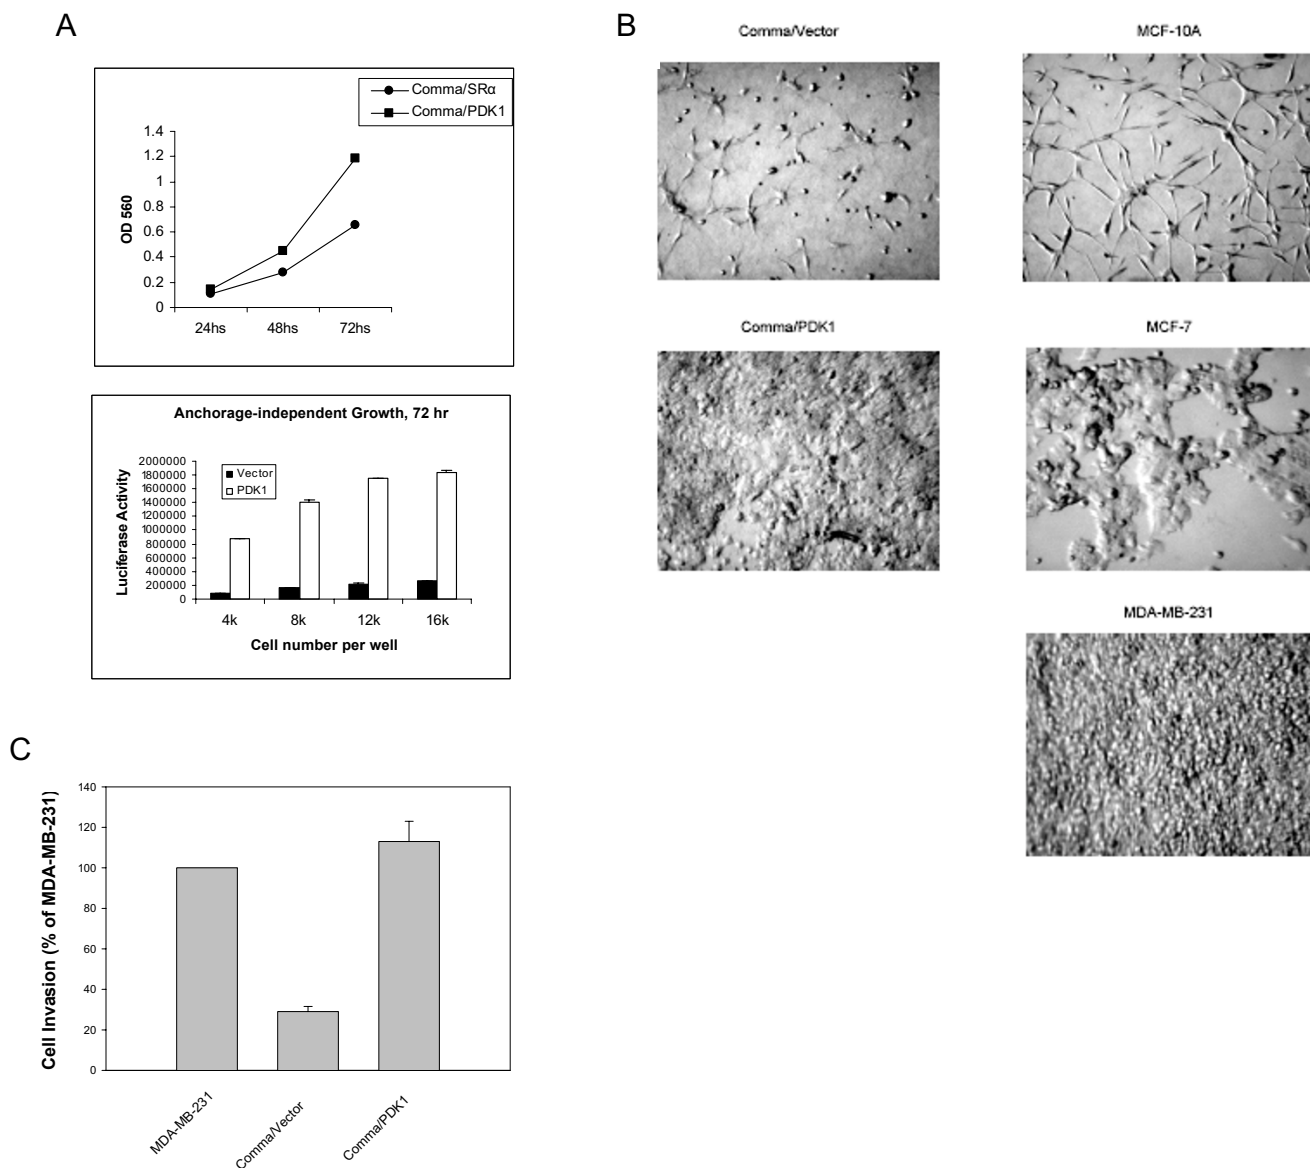 A
Comma/SRα
Comma/PDK1
1.4
1.2
1
0.8
0.6
0.4
0.2
0
OD 560
24hs 48hs 72hs
Anchorage-independent Growth, 72 hr
Vector
PDK1
2000000
1800000
1600000
1400000
1200000
1000000
800000
600000
400000
200000
0
Luciferase Activity
4k 8k 12k 16k
Cell number per well
B
Comma/Vector
MCF-10A
Comma/PDK1
MCF-7
MDA-MB-231
C
140
120
100
80
60
40
20
0
Cell Invasion (% of MDA-MB-231)
MDA-MB-231
Comma/Vector
Comma/PDK1